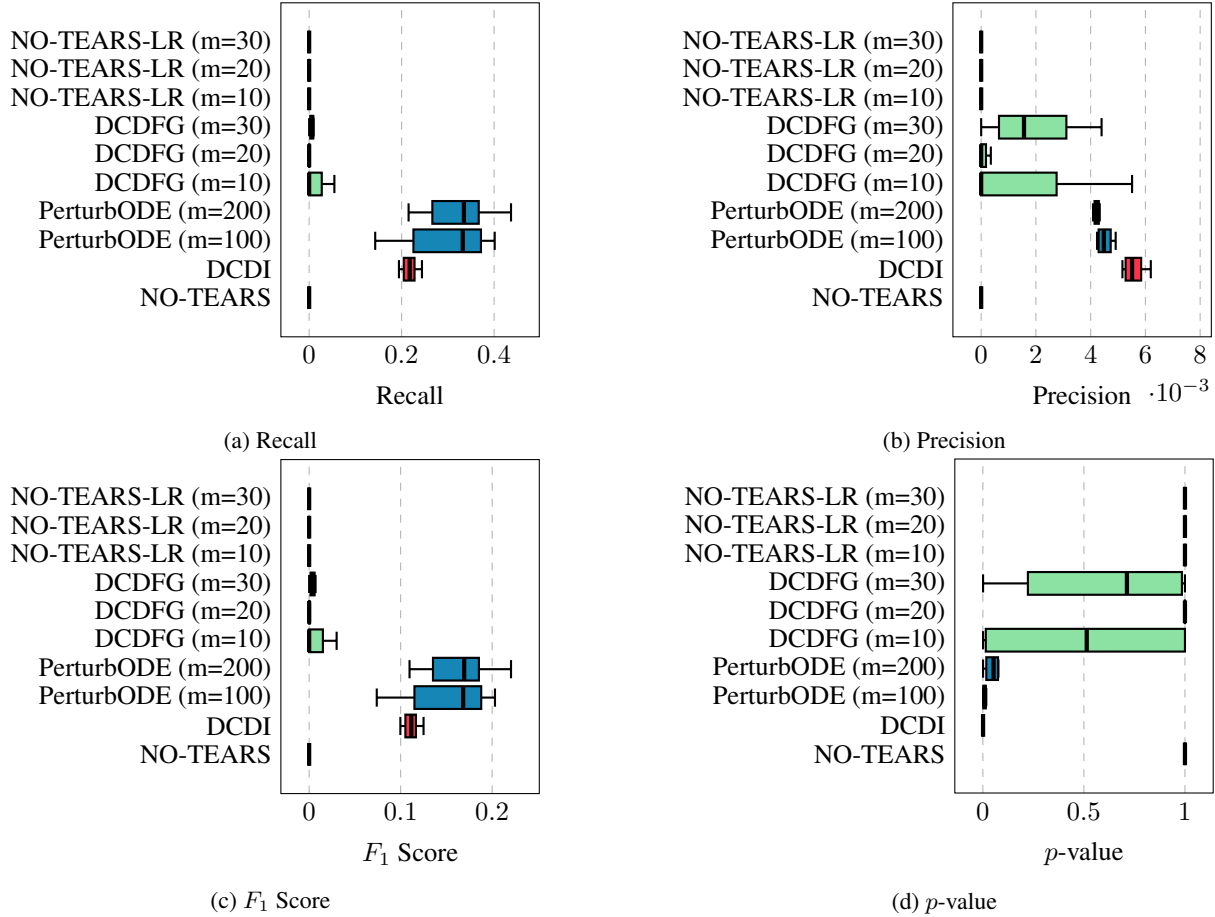 NO-TEARS-LR (m=30)
NO-TEARS-LR (m=20)
NO-TEARS-LR (m=10)
DCDFG (m=30)
DCDFG (m=20)
DCDFG (m=10)
PerturbODE (m=200)
PerturbODE (m=100)
DCDI
NO-TEARS
0 0.2 0.4
Recall
(a) Recall
NO-TEARS-LR (m=30)
NO-TEARS-LR (m=20)
NO-TEARS-LR (m=10)
DCDFG (m=30)
DCDFG (m=20)
DCDFG (m=10)
PerturbODE (m=200)
PerturbODE (m=100)
DCDI
NO-TEARS
0 2 4 6 8
Precision ·10⁻³
(b) Precision
NO-TEARS-LR (m=30)
NO-TEARS-LR (m=20)
NO-TEARS-LR (m=10)
DCDFG (m=30)
DCDFG (m=20)
DCDFG (m=10)
PerturbODE (m=200)
PerturbODE (m=100)
DCDI
NO-TEARS
0 0.1 0.2
F₁ Score
(c) F₁ Score
NO-TEARS-LR (m=30)
NO-TEARS-LR (m=20)
NO-TEARS-LR (m=10)
DCDFG (m=30)
DCDFG (m=20)
DCDFG (m=10)
PerturbODE (m=200)
PerturbODE (m=100)
DCDI
NO-TEARS
0 0.5 1
p-value
(d) p-value